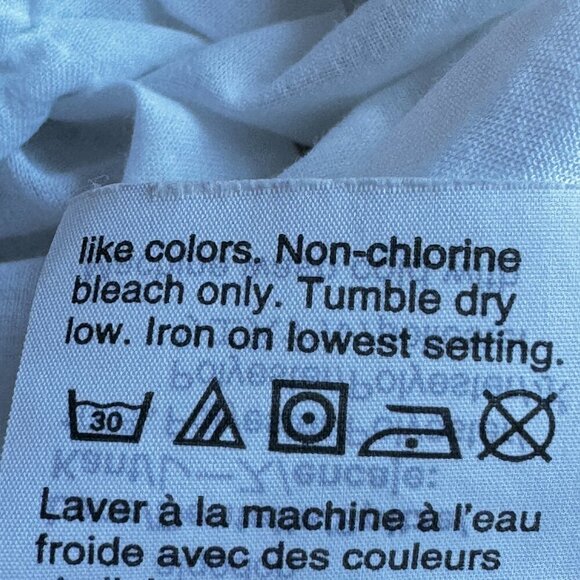 like colors. Non-chlorine
bleach only. Tumble dry
low. Iron on lowest setting.
30
Laver à la machine à l'eau
froide avec des couleurs